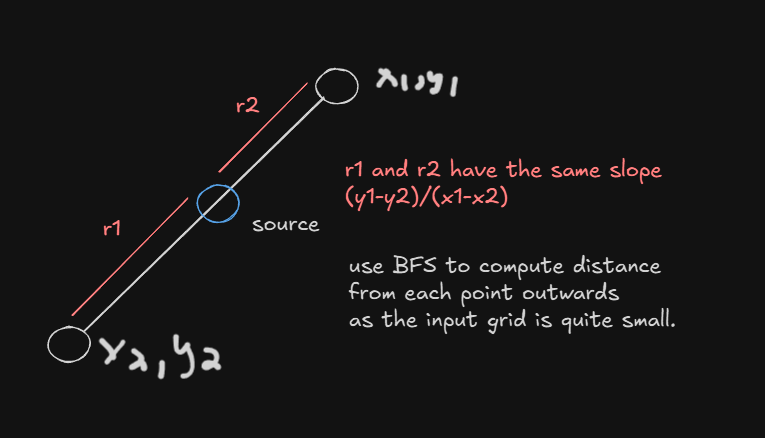 x1,y1
r2
r1 and r2 have the same slope
(y1-y2)/(x1-x2)
r1
source
use BFS to compute distance
from each point outwards
as the input grid is quite small.
x2,y2